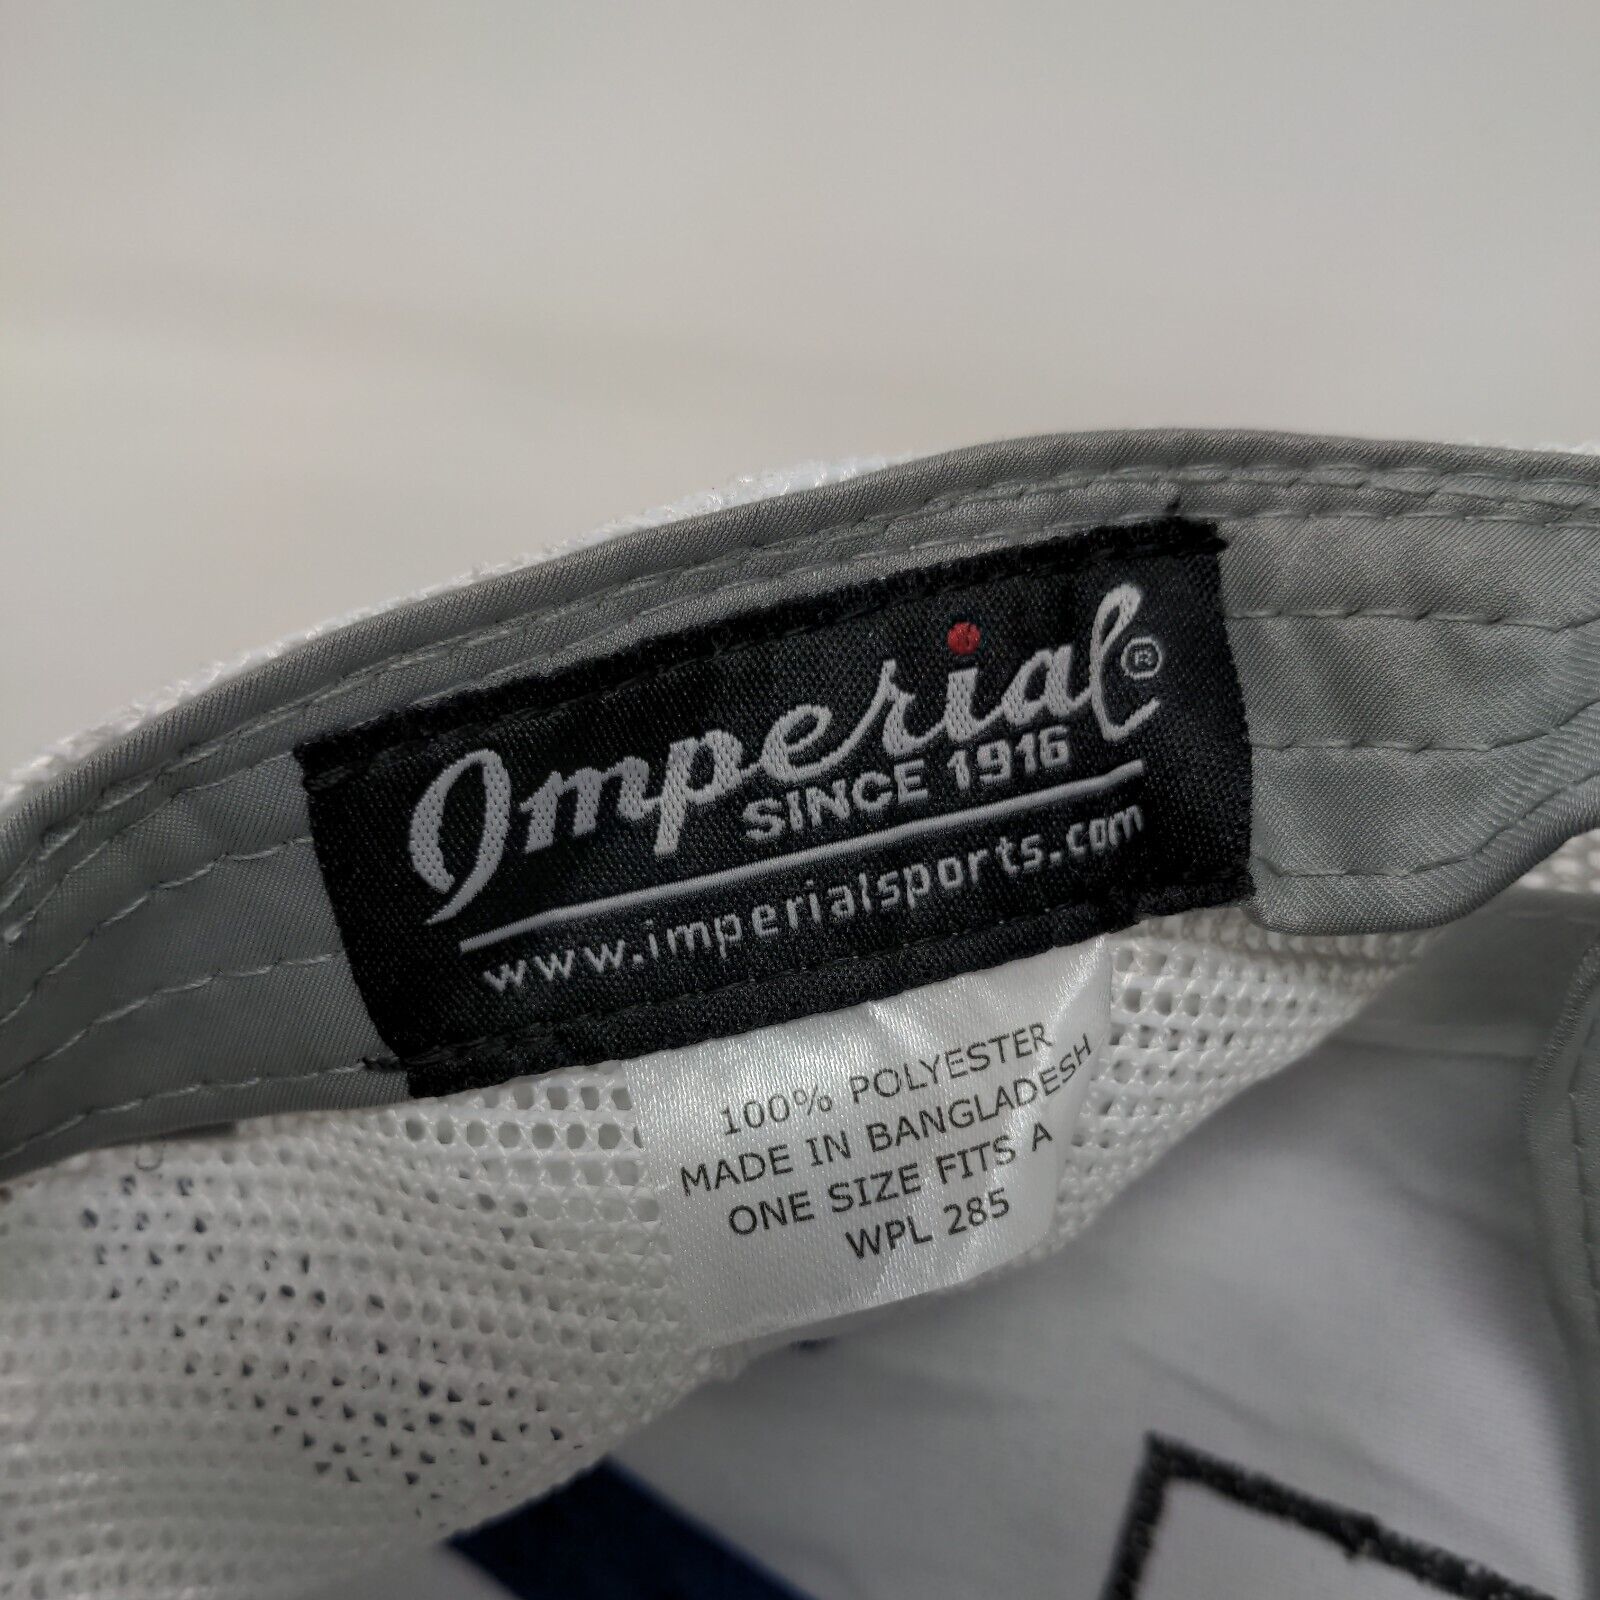 Imperial®
SINCE 1916
www.imperialsports.com
100% POLYESTER
MADE IN BANGLADESH
ONE SIZE FITS A
WPL 285